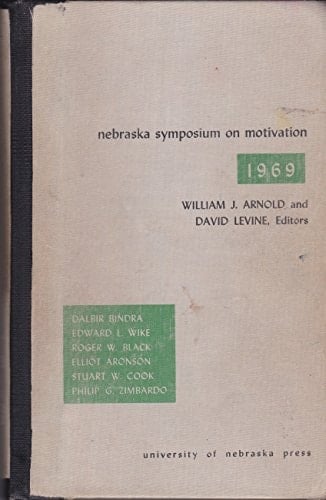 nebraska symposium on motivation
1969
WILLIAM J. ARNOLD and
DAVID LEVINE, Editors
DALBIR BINDRA
EDWARD L. WIKE
ROGER W. BLACK
ELLIOT ARONSON
STUART W. COOK
PHILIP G. ZIMBARDO
university of nebraska press